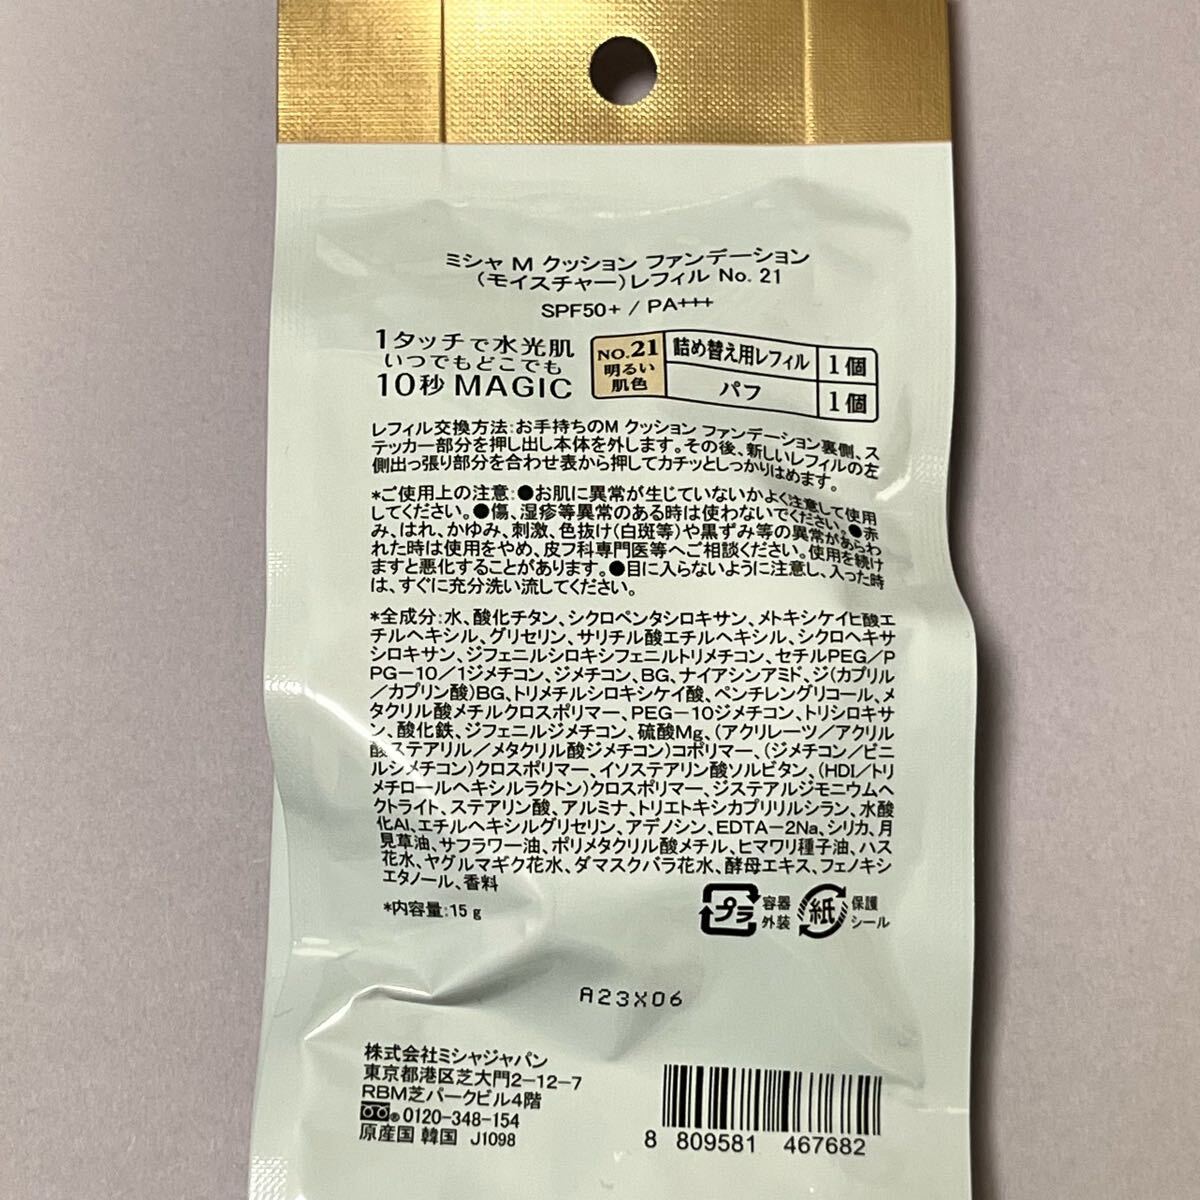 ミシャ M クッション ファンデーション
(モイスチャー)レフィル No. 21
SPF50+ / PA+++
1タッチで水光肌
いつでもどこでも
10秒 MAGIC
NO.21
明るい
肌色
詰め替え用レフィル 1個
パフ 1個
レフィル交換方法:お手持ちのM クッション ファンデーション裏側、ス
テッカー部分を押し出し本体を外します。その後、新しいレフィルの左
側出っ張り部分を合わせ表から押してカチッとしっかりはめます。
*ご使用上の注意:●お肌に異常が生じていないかよく注意して使用
してください。●傷、湿疹等異常のある時は使わないでください。●赤
み、はれ、かゆみ、刺激、色抜け(白斑等)や黒ずみ等の異常があらわ
れた時は使用をやめ、皮フ科専門医等へご相談ください。使用を続け
ますと悪化することがあります。●目に入らないように注意し、入った時
は、すぐに充分洗い流してください。
*全成分:水、酸化チタン、シクロペンタシロキサン、メトキシケイヒ酸エ
チルヘキシル、グリセリン、サリチル酸エチルヘキシル、シクロヘキサ
シロキサン、ジフェニルシロキシフェニルトリメチコン、セチルPEG/P
PG-10/1ジメチコン、ジメチコン、BG、ナイアシンアミド、ジ(カプリル
/カプリン酸)BG、トリメチルシロキシケイ酸、ペンチレングリコール、メ
タクリル酸メチルクロスポリマー、PEG-10ジメチコン、トリシロキサ
ン、酸化鉄、ジフェニルジメチコン、硫酸Mg、(アクリレーツ/アクリル
酸ステアリル/メタクリル酸ジメチコン)コポリマー、(ジメチコン/ビニ
ルジメチコン)クロスポリマー、イソステアリン酸ソルビタン、(HDI/トリ
メチロールヘキシルラクトン)クロスポリマー、ジステアルジモニウムヘ
クトライト、ステアリン酸、アルミナ、トリエトキシカプリリルシラン、水酸
化Al、エチルヘキシルグリセリン、アデノシン、EDTA-2Na、シリカ、月
見草油、サフラワー油、ポリメタクリル酸メチル、ヒマワリ種子油、ハス
花水、ヤグルマギク花水、ダマスクバラ花水、酵母エキス、フェノキシ
エタノール、香料
*内容量:15 g
プラ 容器
外装
紙 保護
シール
A23X06
株式会社ミシャジャパン
東京都港区芝大門2-12-7
RBM芝パークビル4階
0120-348-154
原産国 韓国 J1098
8 809581 467682